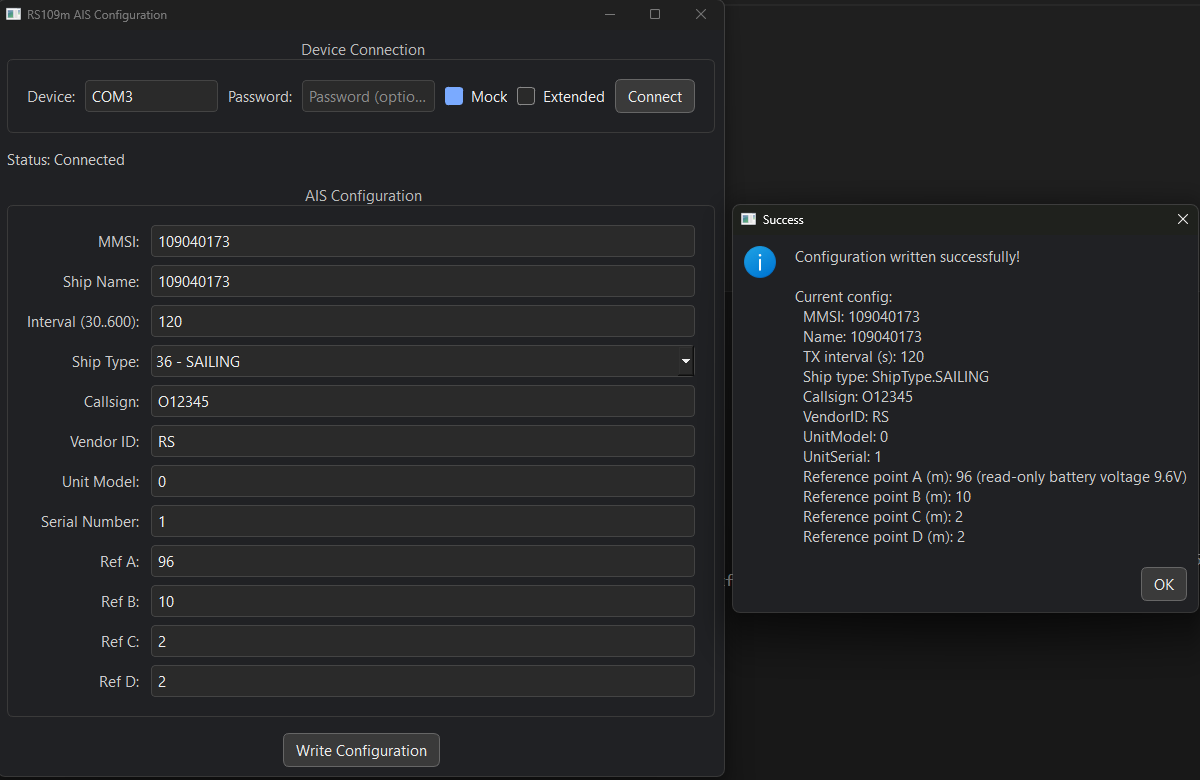 RS109m AIS Configuration
Device Connection
Device: COM3 Password: Password (optio... Mock Extended Connect
Status: Connected
AIS Configuration
MMSI: 109040173
Ship Name: 109040173
Interval (30..600): 120
Ship Type: 36 - SAILING
Callsign: O12345
Vendor ID: RS
Unit Model: 0
Serial Number: 1
Ref A: 96
Ref B: 10
Ref C: 2
Ref D: 2
Write Configuration
Success
Configuration written successfully!
Current config:
MMSI: 109040173
Name: 109040173
TX interval (s): 120
Ship type: ShipType.SAILING
Callsign: O12345
VendorID: RS
UnitModel: 0
UnitSerial: 1
Reference point A (m): 96 (read-only battery voltage 9.6V)
Reference point B (m): 10
Reference point C (m): 2
Reference point D (m): 2
OK